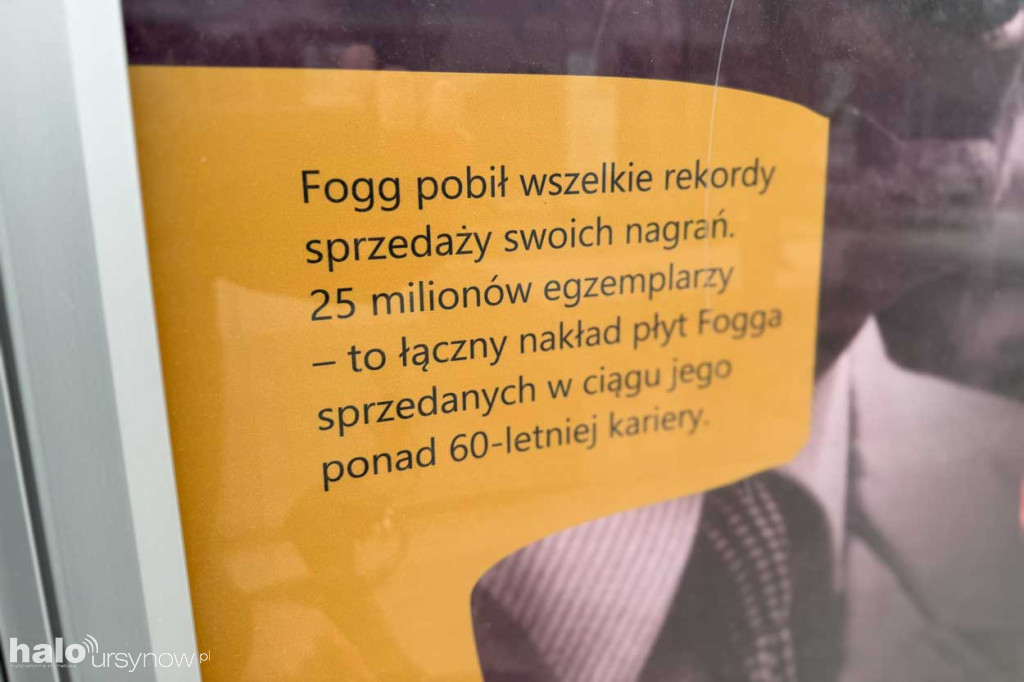 Fogg pobił wszelkie rekordy
sprzedaży swoich nagrań.
25 milionów egzemplarzy
– to łączny nakład płyt Fogga
sprzedanych w ciągu jego
ponad 60-letniej kariery.
halo ursynow.pl